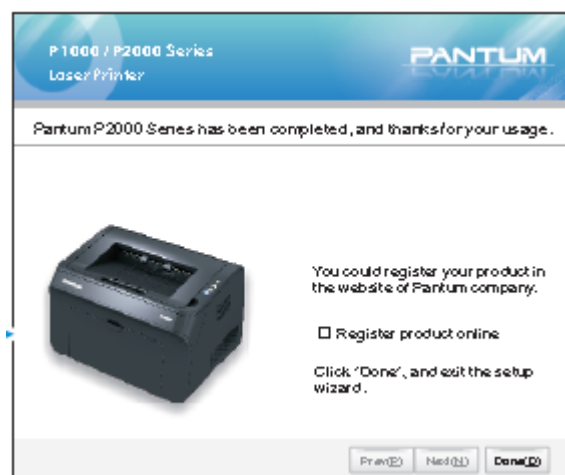 P1000 / P2000 Series
Laser Printer
PANTUM
Pantum P2000 Series has been completed, and thanks for your usage.
You could register your product in
the website of Pantum company.
Register product online
Click 'Done', and exit the setup
wizard.
Prev(P) Next(N) Done(D)